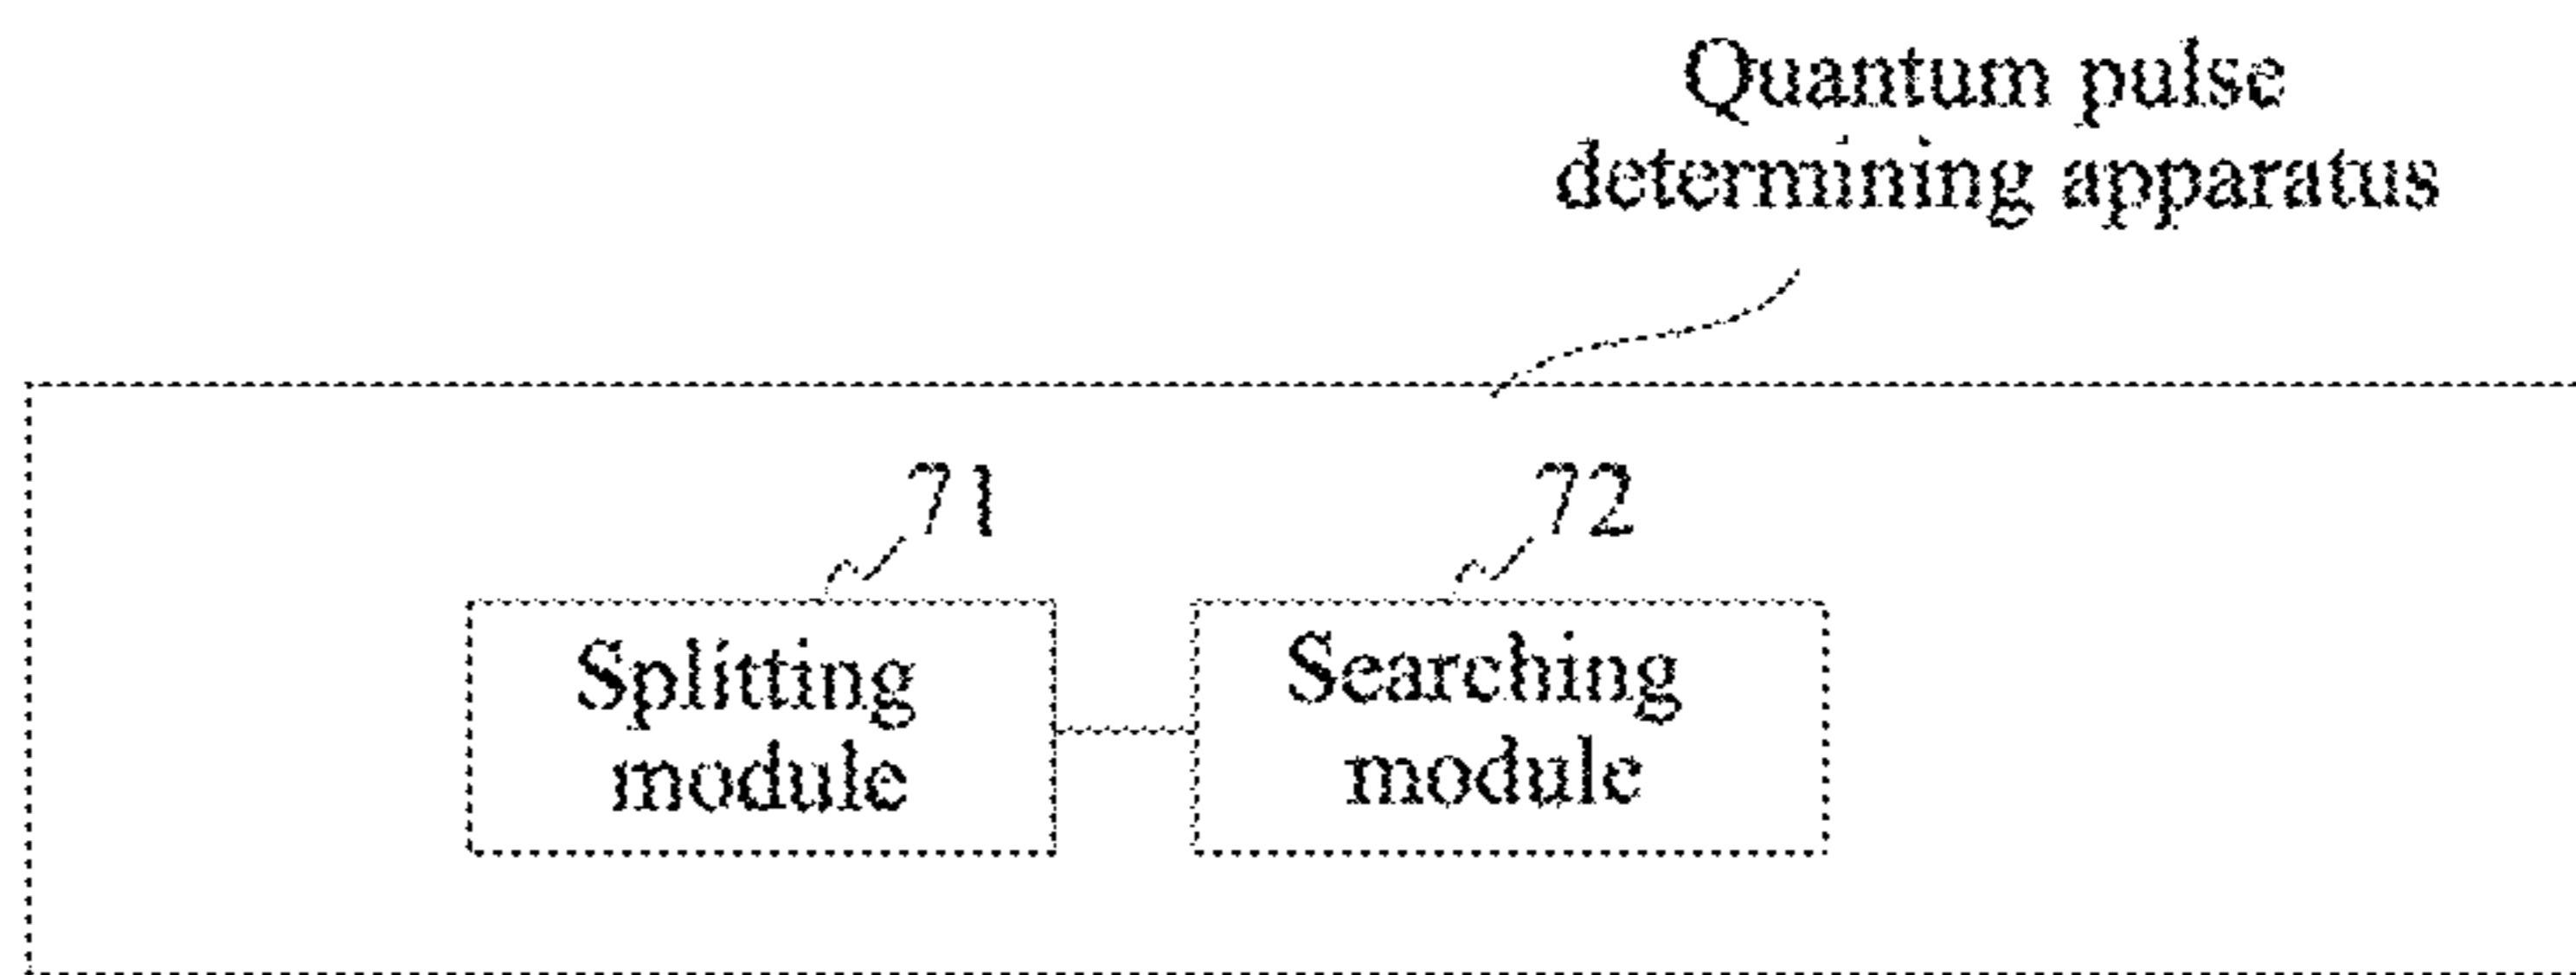 Quantum pulse
determining apparatus
71
72
Splitting
module
Searching
module